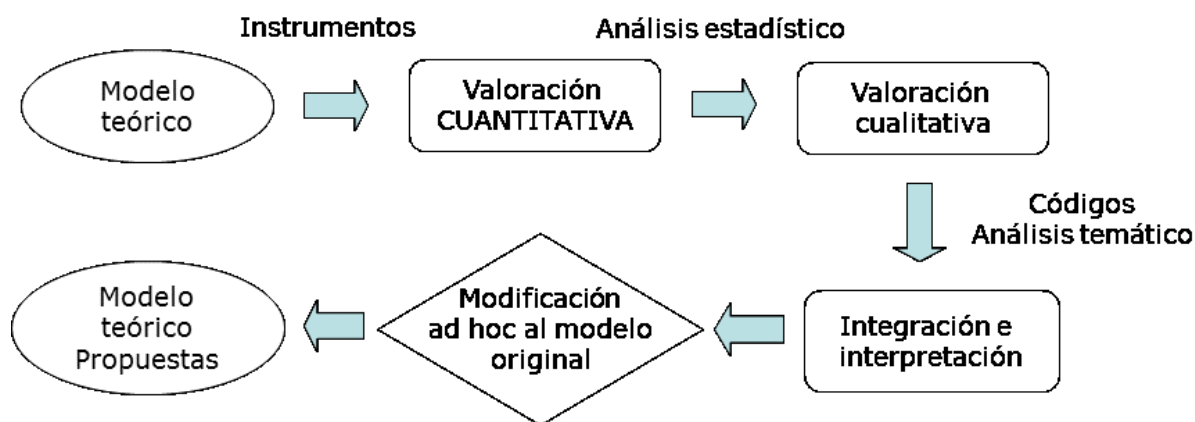 Instrumentos
Análisis estadístico
Modelo
teórico
Valoración
CUANTITATIVA
Valoración
cualitativa
Códigos
Análisis temático
Integración e
interpretación
Modificación
ad hoc al modelo
original
Modelo
teórico
Propuestas